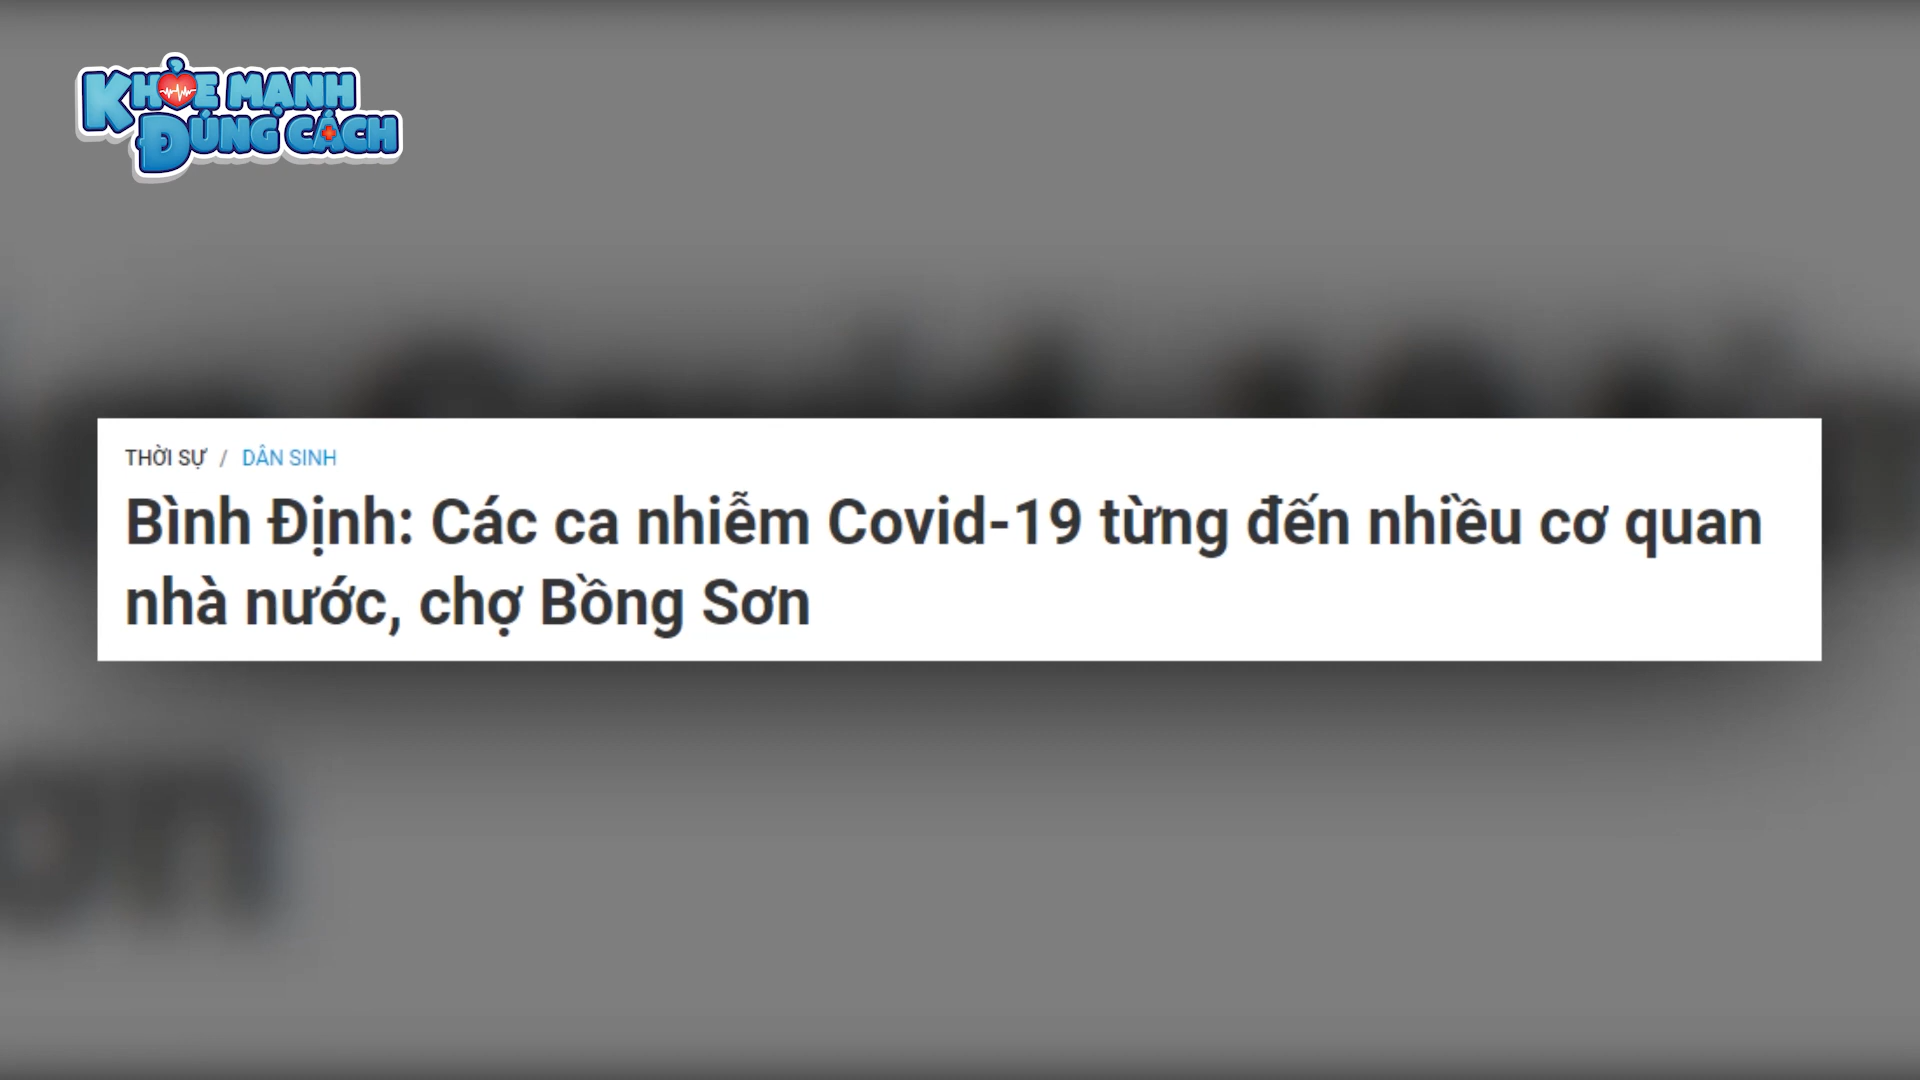 KHỎE MẠNH
ĐÚNG CÁCH
THỜI SỰ / DÂN SINH
Bình Định: Các ca nhiễm Covid-19 từng đến nhiều cơ quan
nhà nước, chợ Bồng Sơn